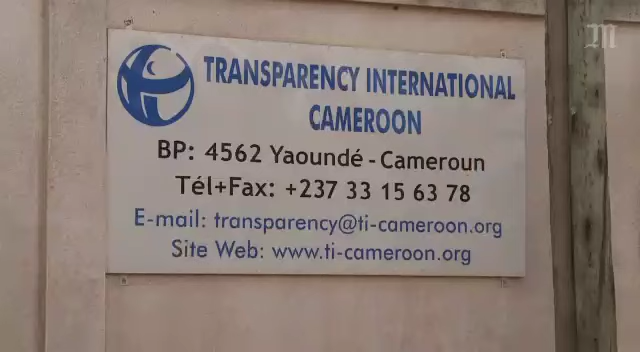 TRANSPARENCY INTERNATIONAL
CAMEROON
BP: 4562 Yaoundé - Cameroun
Tél+Fax: +237 33 15 63 78
E-mail: transparency@ti-cameroon.org
Site Web: www.ti-cameroon.org
M